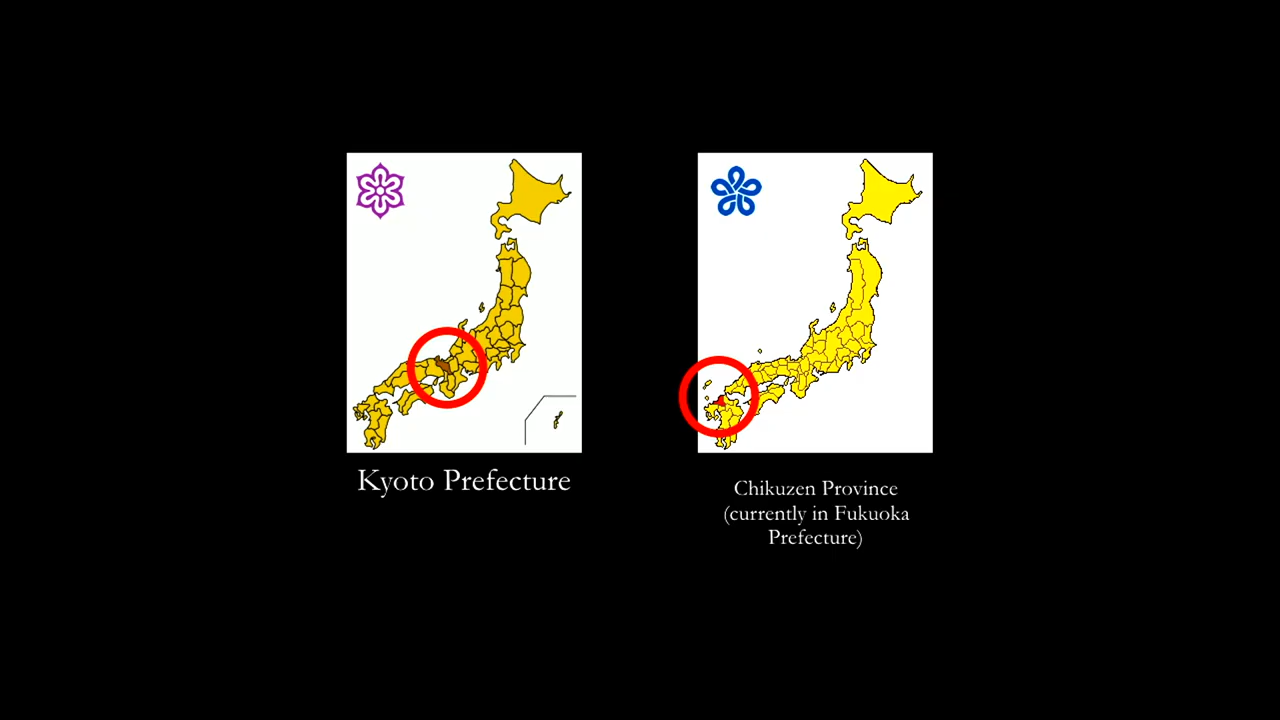 Kyoto Prefecture
Chikuzen Province
(currently in Fukuoka
Prefecture)